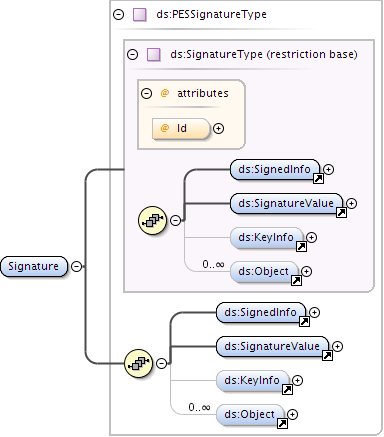 ds:PESSignatureType
ds:SignatureType (restriction base)
@ attributes
@ Id
ds:SignedInfo
ds:SignatureValue
ds:KeyInfo
0..∞
ds:Object
Signature
ds:SignedInfo
ds:SignatureValue
ds:KeyInfo
0..∞
ds:Object